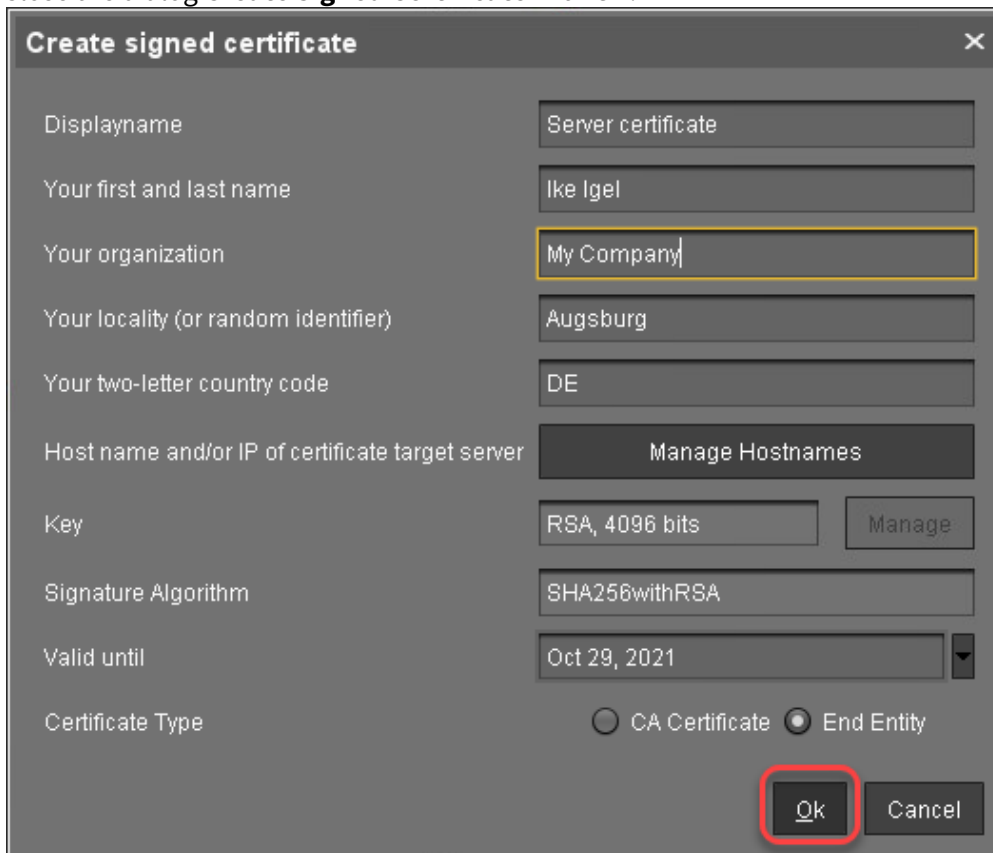 Create signed certificate ×
Displayname Server certificate
Your first and last name Ike Igel
Your organization My Company
Your locality (or random identifier) Augsburg
Your two-letter country code DE
Host name and/or IP of certificate target server Manage Hostnames
Key RSA, 4096 bits Manage
Signature Algorithm SHA256withRSA
Valid until Oct 29, 2021
Certificate Type CA Certificate End Entity
Ok Cancel